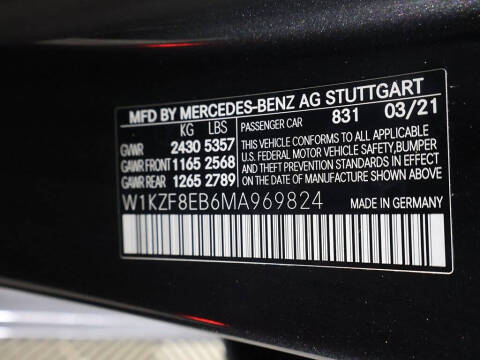 MFD BY MERCEDES-BENZ AG STUTTGART
KG LBS PASSENGER CAR 831 03/21
GVWR 2430 5357 THIS VEHICLE CONFORMS TO ALL APPLICABLE
GAWR FRONT 1165 2568 U.S. FEDERAL MOTOR VEHICLE SAFETY, BUMPER
GAWR REAR 1265 2789 AND THEFT PREVENTION STANDARDS IN EFFECT
ON THE DATE OF MANUFACTURE SHOWN ABOVE
W1KZF8EB6MA969824 MADE IN GERMANY